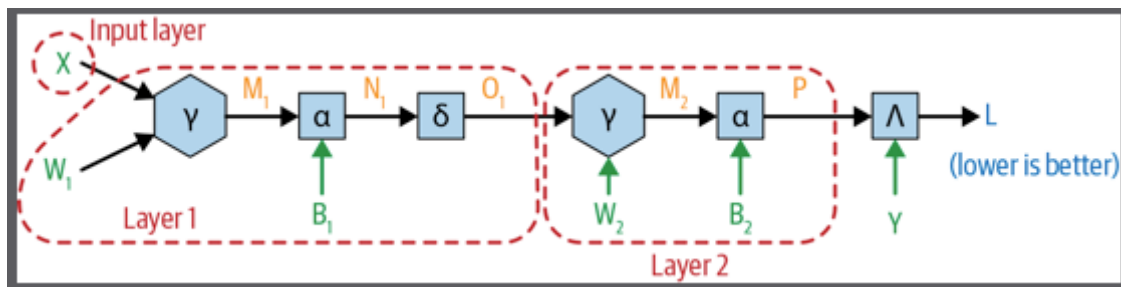 Input layer
X
M₁ N₁ O₁ M₂ P
γ α δ γ α Λ L
W₁
(lower is better)
Layer 1
B₁ W₂ B₂ Y
Layer 2